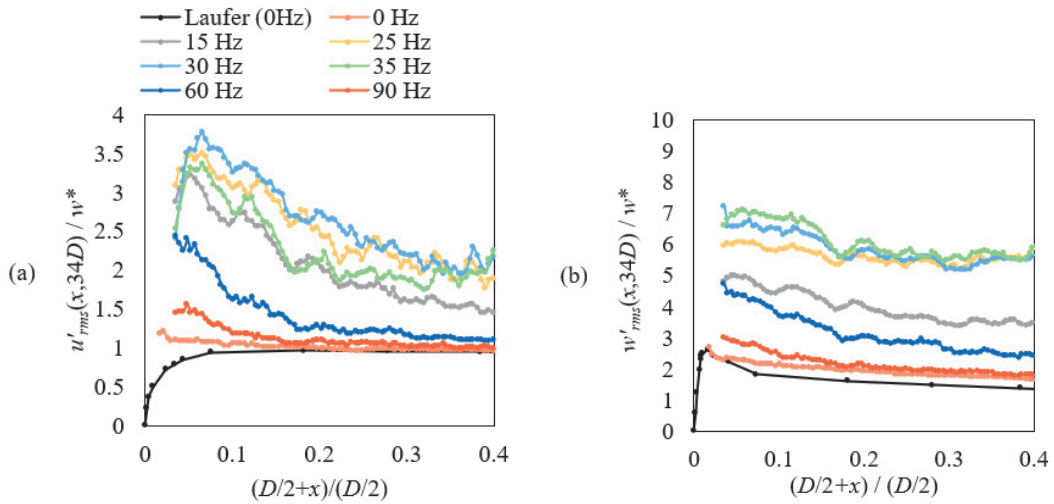 Laufer (0Hz) 0 Hz
15 Hz 25 Hz
30 Hz 35 Hz
60 Hz 90 Hz
(a)
u'rms(x,34D) / w*
4
3.5
3
2.5
2
1.5
1
0.5
0
0 0.1 0.2 0.3 0.4
(D/2+x)/(D/2)
(b)
w'rms(x,34D) / w*
10
9
8
7
6
5
4
3
2
1
0
0 0.1 0.2 0.3 0.4
(D/2+x) / (D/2)